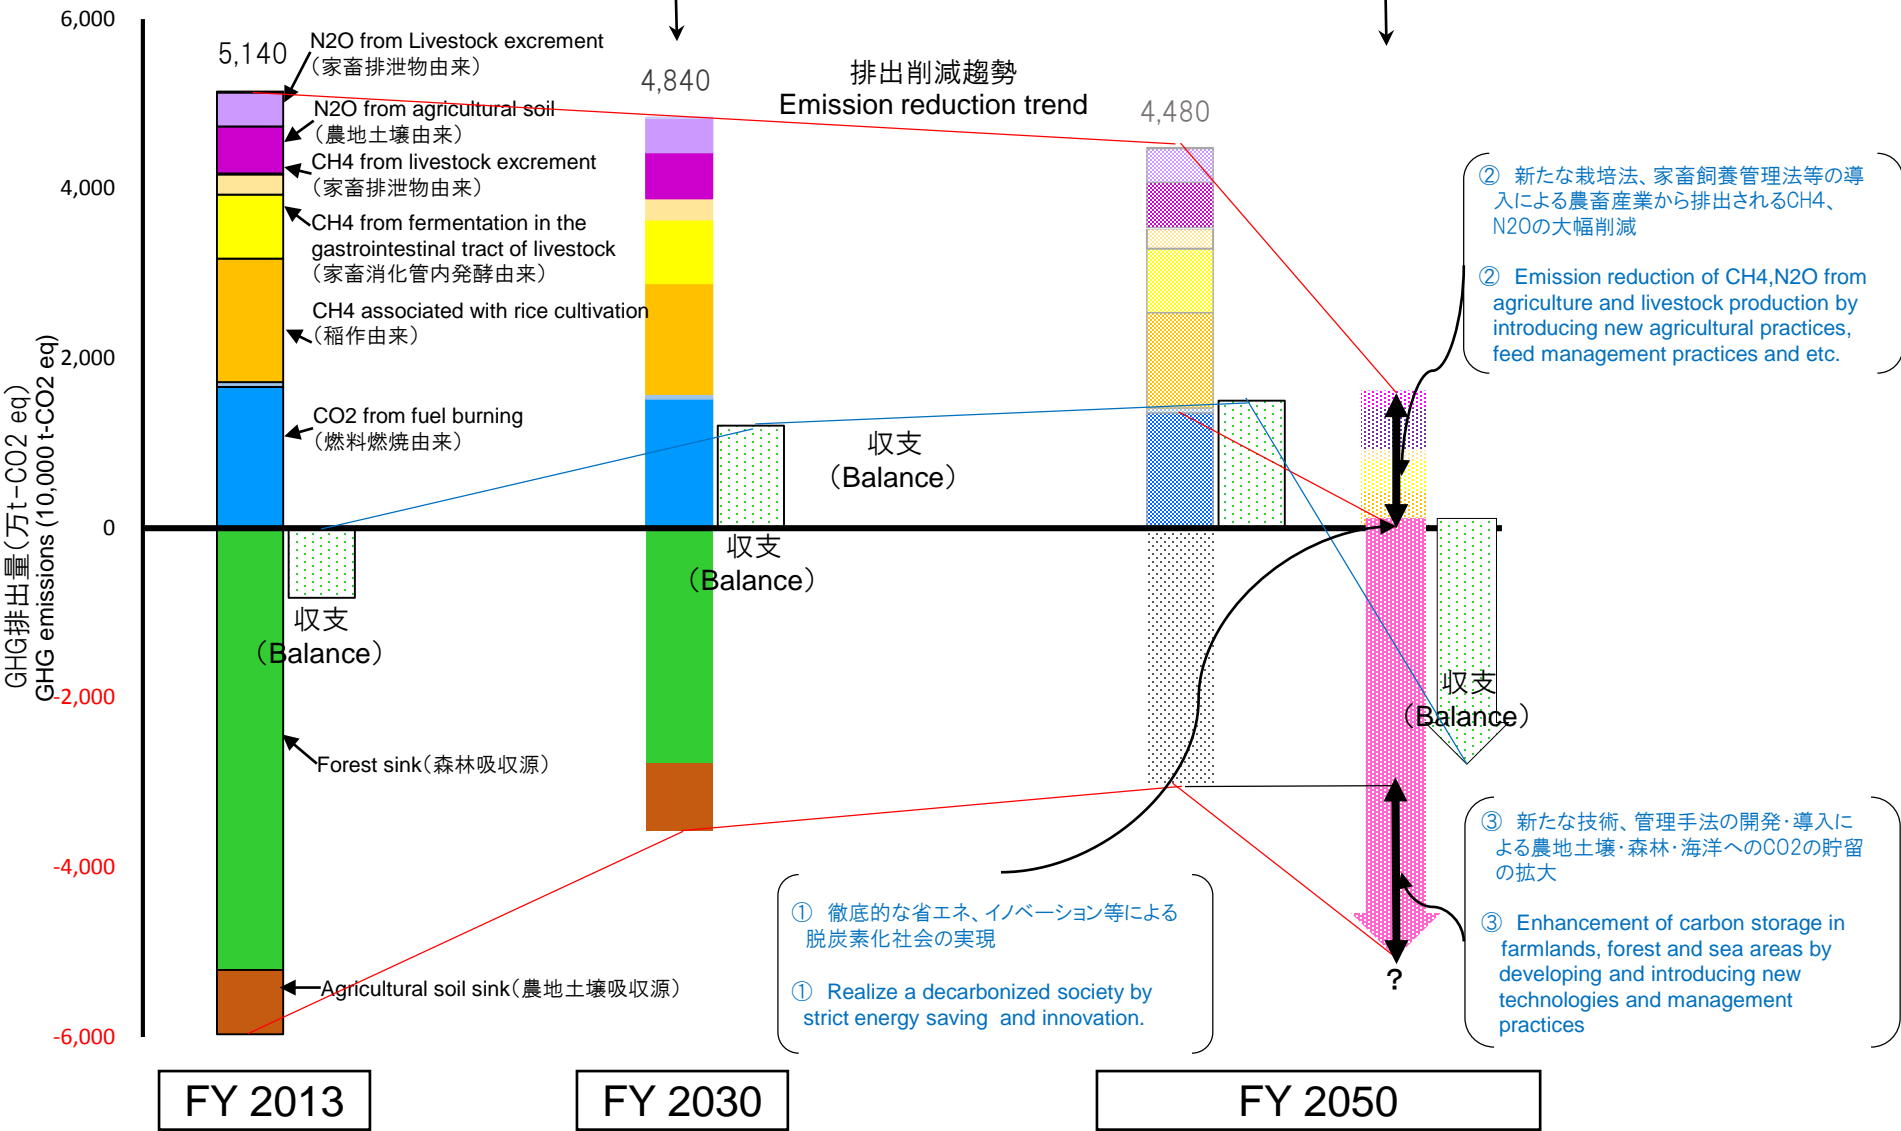 6,000
4,000
2,000
0
-2,000
-4,000
-6,000
GHG排出量(万t-CO2 eq)
GHG emissions (10,000 t-CO2 eq)
5,140
N2O from Livestock excrement
（家畜排泄物由来）
N2O from agricultural soil
（農地土壌由来）
CH4 from livestock excrement
（家畜排泄物由来）
CH4 from fermentation in the
gastrointestinal tract of livestock
（家畜消化管内発酵由来）
CH4 associated with rice cultivation
（稲作由来）
CO2 from fuel burning
（燃料燃焼由来）
収支
（Balance）
Forest sink（森林吸収源）
Agricultural soil sink（農地土壌吸収源）
4,840
収支
（Balance）
排出削減趨勢
Emission reduction trend
収支
（Balance）
4,480
収支
（Balance）
?
① 徹底的な省エネ、イノベーション等による
脱炭素化社会の実現
① Realize a decarbonized society by
strict energy saving and innovation.
② 新たな栽培法、家畜飼養管理法等の導
入による農畜産業から排出されるCH4、
N2Oの大幅削減
② Emission reduction of CH4,N2O from
agriculture and livestock production by
introducing new agricultural practices,
feed management practices and etc.
③ 新たな技術、管理手法の開発・導入に
よる農地土壌・森林・海洋へのCO2の貯留
の拡大
③ Enhancement of carbon storage in
farmlands, forest and sea areas by
developing and introducing new
technologies and management
practices
FY 2013
FY 2030
FY 2050